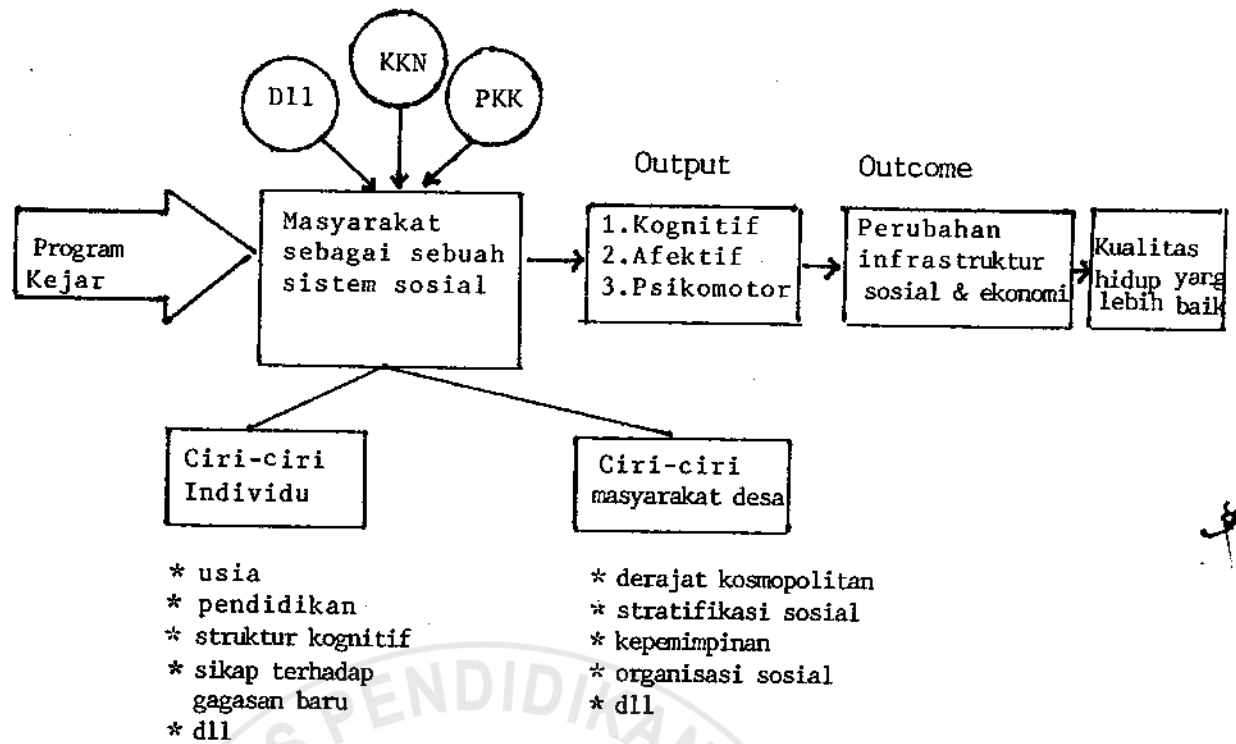 Dll
KKN
PKK
Program
Kejar
Masyarakat
sebagai sebuah
sistem sosial
Output
1.Kognitif
2.Afektif
3.Psikomotor
Outcome
Perubahan
infrastruktur
sosial & ekonomi
Kualitas
hidup yang
lebih baik
Ciri-ciri
Individu
* usia
* pendidikan
* struktur kognitif
* sikap terhadap
gagasan baru
* dll
Ciri-ciri
masyarakat desa
* derajat kosmopolitan
* stratifikasi sosial
* kepemimpinan
* organisasi sosial
* dll
S PENDIDIKAN